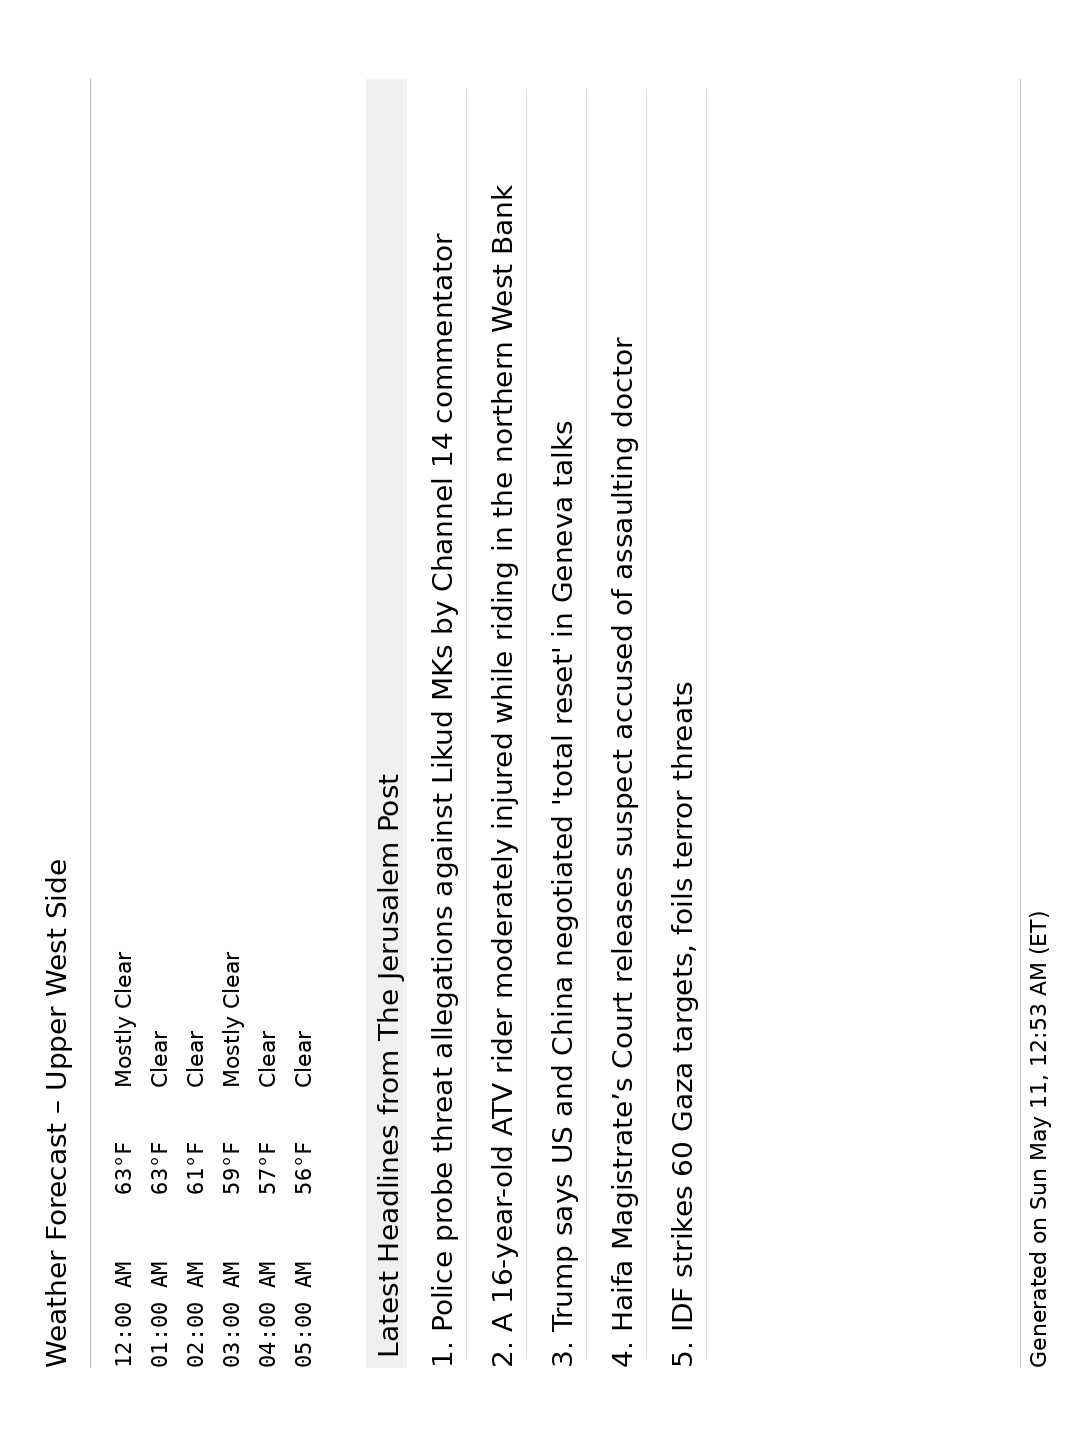 Weather Forecast – Upper West Side
12:00 AM 63°F Mostly Clear
01:00 AM 63°F Clear
02:00 AM 61°F Clear
03:00 AM 59°F Mostly Clear
04:00 AM 57°F Clear
05:00 AM 56°F Clear
Latest Headlines from The Jerusalem Post
1. Police probe threat allegations against Likud MKs by Channel 14 commentator
2. A 16-year-old ATV rider moderately injured while riding in the northern West Bank
3. Trump says US and China negotiated 'total reset' in Geneva talks
4. Haifa Magistrate’s Court releases suspect accused of assaulting doctor
5. IDF strikes 60 Gaza targets, foils terror threats
Generated on Sun May 11, 12:53 AM (ET)